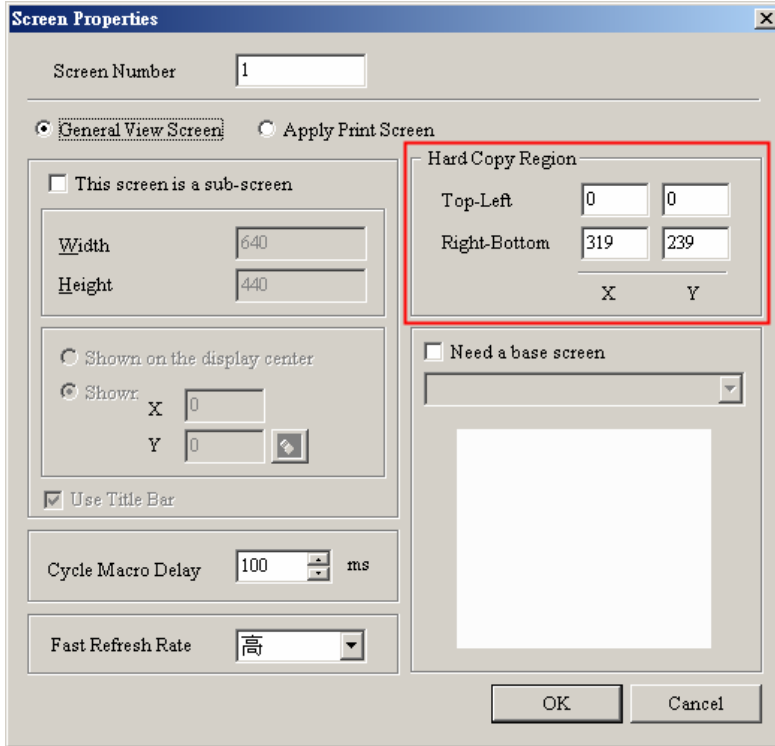 Screen Properties
Screen Number 1
General View Screen Apply Print Screen
This screen is a sub-screen
Width 640
Height 440
Shown on the display center
Shown
X 0
Y 0
Use Title Bar
Cycle Macro Delay 100 ms
Fast Refresh Rate 高
Hard Copy Region
Top-Left 0 0
Right-Bottom 319 239
X Y
Need a base screen
OK Cancel